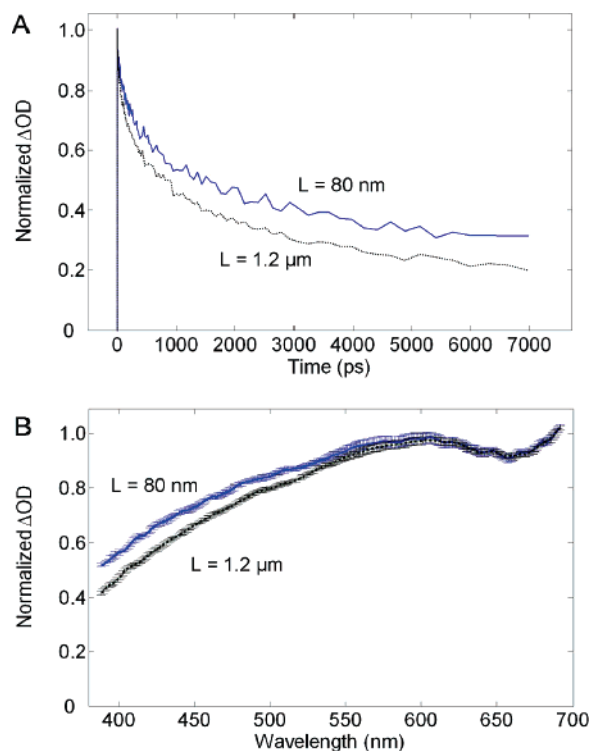 A
Normalized ΔOD
1.0
0.8
0.6
0.4
0.2
0
L = 80 nm
L = 1.2 μm
0 1000 2000 3000 4000 5000 6000 7000
Time (ps)
B
Normalized ΔOD
1.0
0.8
0.6
0.4
0.2
0
L = 80 nm
L = 1.2 μm
400 450 500 550 600 650 700
Wavelength (nm)